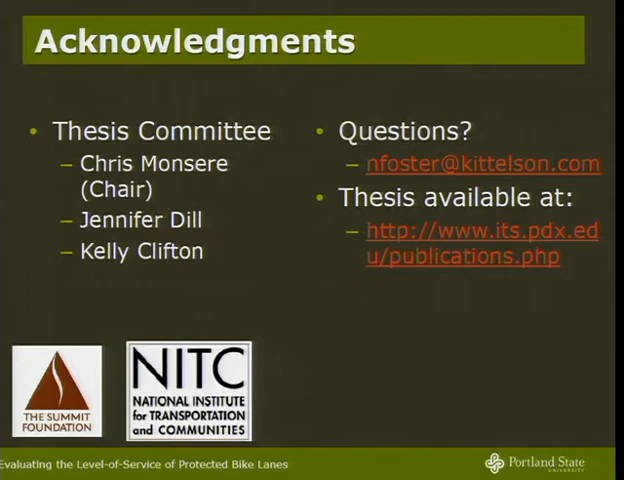 Acknowledgments
• Thesis Committee
– Chris Monsere
(Chair)
– Jennifer Dill
– Kelly Clifton
• Questions?
– nfoster@kittelson.com
• Thesis available at:
– http://www.its.pdx.ed
u/publications.php
THE SUMMIT
FOUNDATION
NITC
NATIONAL INSTITUTE
for TRANSPORTATION
and COMMUNITIES
Evaluating the Level-of-Service of Protected Bike Lanes
Portland State
UNIVERSITY